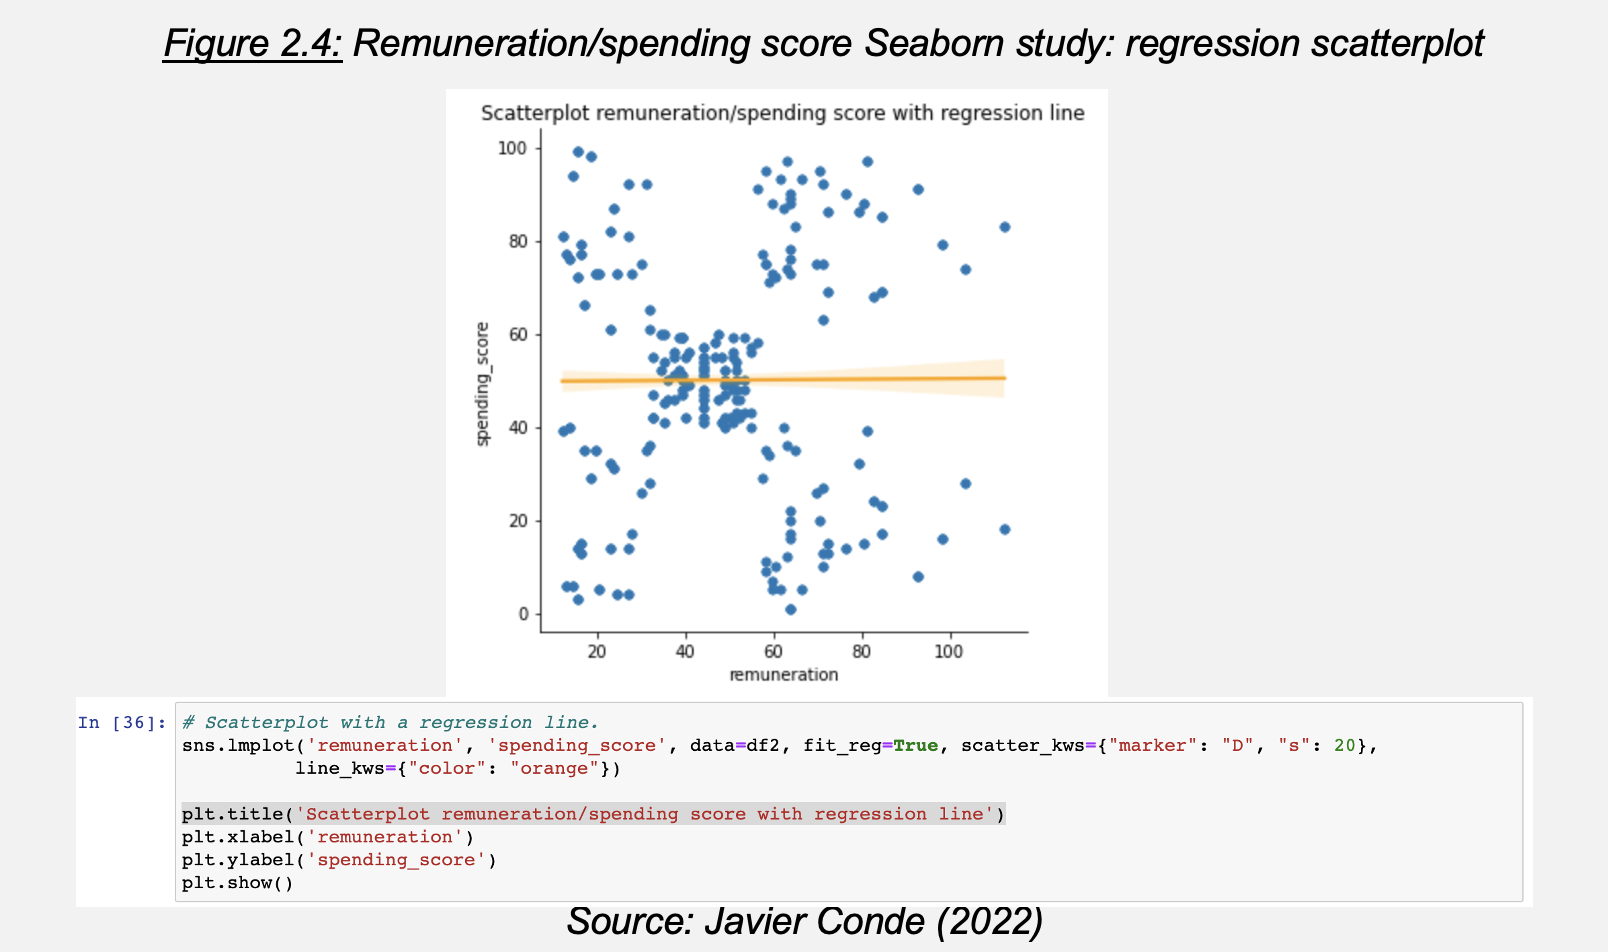 Figure 2.4: Remuneration/spending score Seaborn study: regression scatterplot
Scatterplot remuneration/spending score with regression line
100
80
60
40
20
0
spending_score
20 40 60 80 100
remuneration
In [36]: # Scatterplot with a regression line.
sns.lmplot('remuneration', 'spending_score', data=df2, fit_reg=True, scatter_kws={"marker": "D", "s": 20},
line_kws={"color": "orange"})
plt.title('Scatterplot remuneration/spending score with regression line')
plt.xlabel('remuneration')
plt.ylabel('spending_score')
plt.show()
Source: Javier Conde (2022)